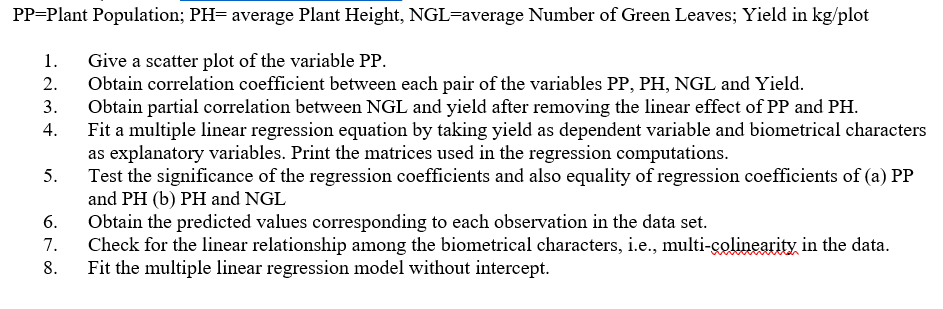 PP=Plant Population; PH= average Plant Height, NGL=average Number of Green Leaves; Yield in kg/plot
1. Give a scatter plot of the variable PP.
2. Obtain correlation coefficient between each pair of the variables PP, PH, NGL and Yield.
3. Obtain partial correlation between NGL and yield after removing the linear effect of PP and PH.
4. Fit a multiple linear regression equation by taking yield as dependent variable and biometrical characters
as explanatory variables. Print the matrices used in the regression computations.
5. Test the significance of the regression coefficients and also equality of regression coefficients of (a) PP
and PH (b) PH and NGL
6. Obtain the predicted values corresponding to each observation in the data set.
7. Check for the linear relationship among the biometrical characters, i.e., multi-colinearity in the data.
8. Fit the multiple linear regression model without intercept.